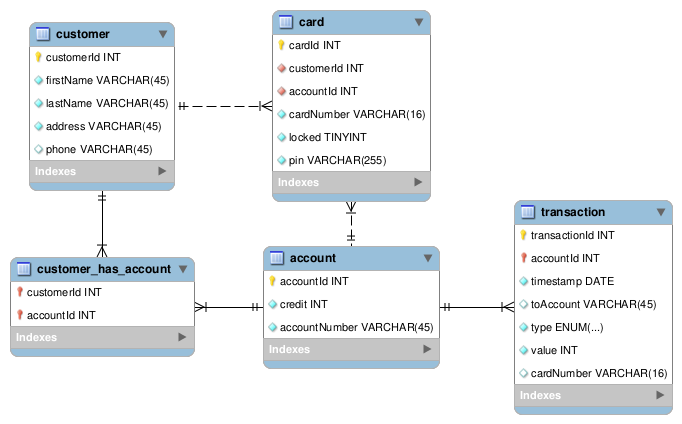 customer
customerId INT
firstName VARCHAR(45)
lastName VARCHAR(45)
address VARCHAR(45)
phone VARCHAR(45)
Indexes
card
cardId INT
customerId INT
accountId INT
cardNumber VARCHAR(16)
locked TINYINT
pin VARCHAR(255)
Indexes
customer_has_account
customerId INT
accountId INT
Indexes
account
accountId INT
credit INT
accountNumber VARCHAR(45)
Indexes
transaction
transactionId INT
accountId INT
timestamp DATE
toAccount VARCHAR(45)
type ENUM(...)
value INT
cardNumber VARCHAR(16)
Indexes